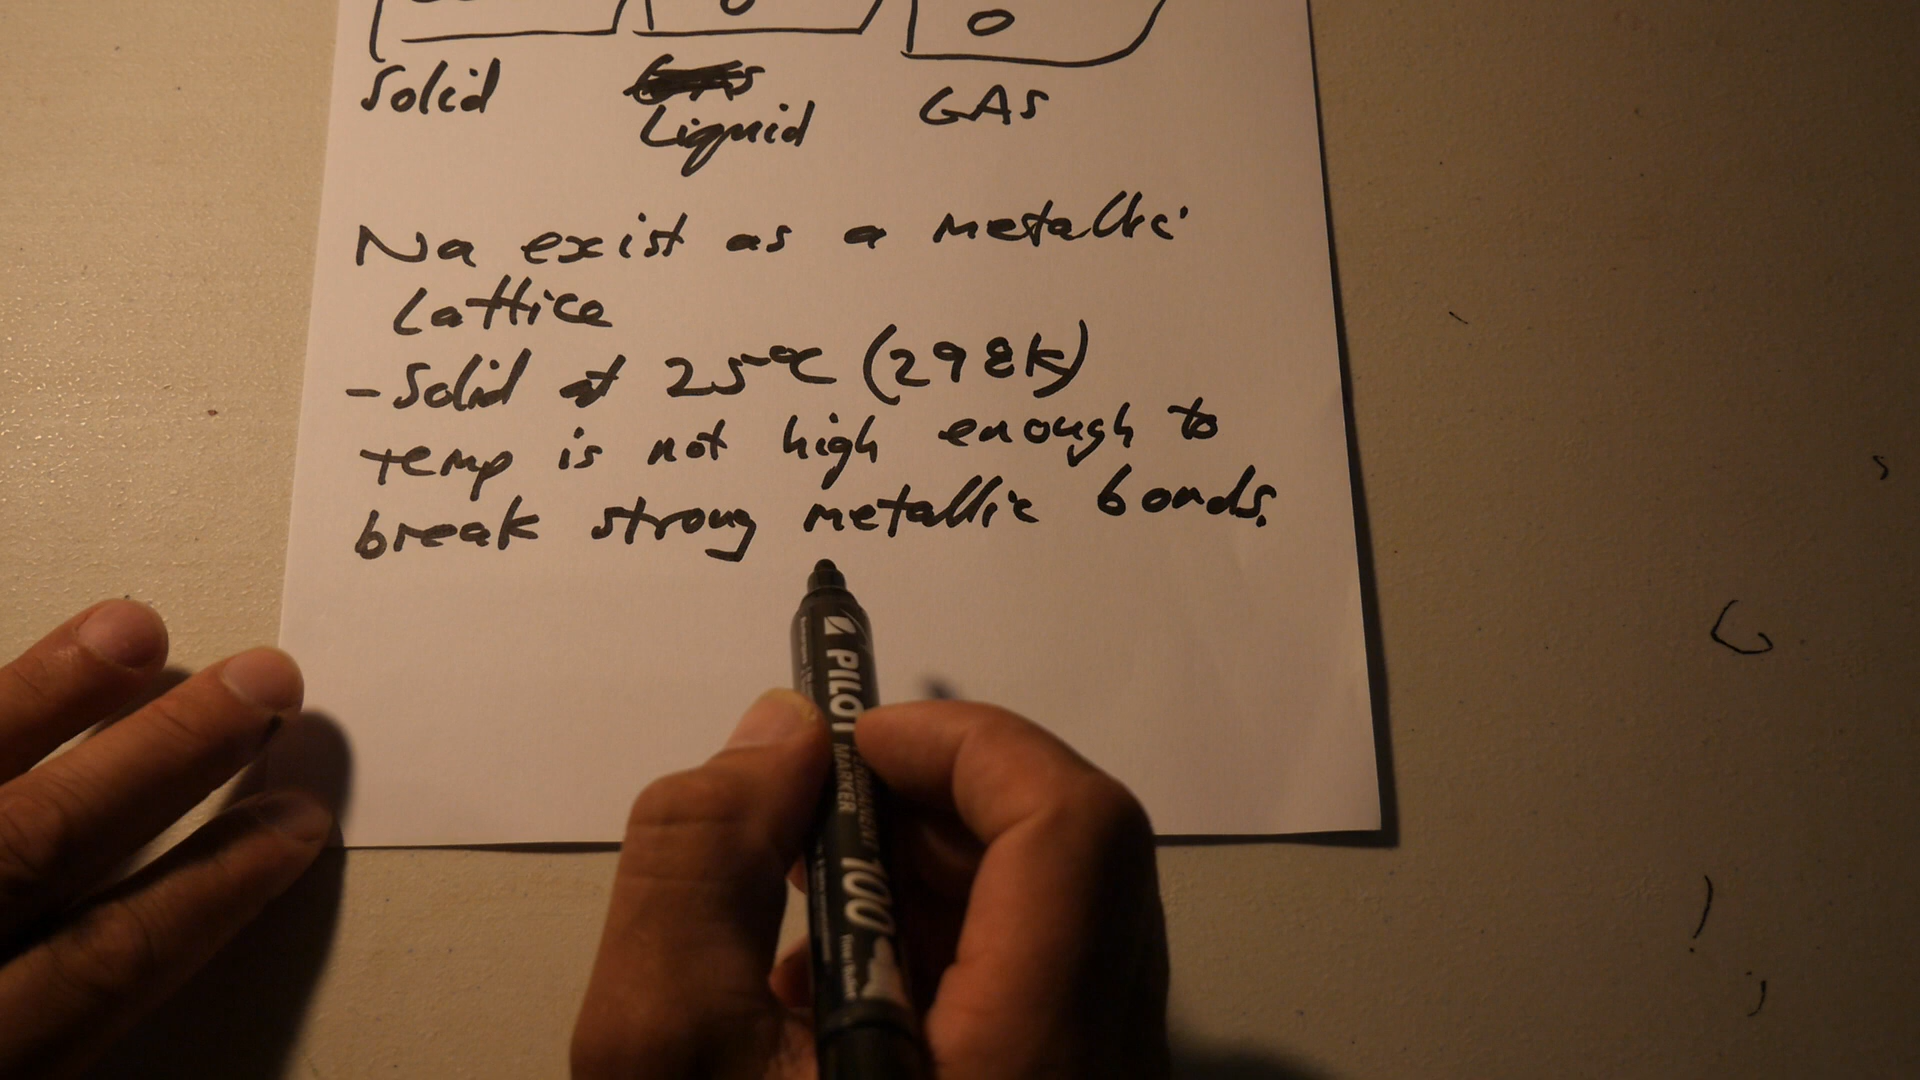 Solid
Gas
Liquid
GAS
Na exist as a metallic
Lattice
- Solid at 25°C (298K)
temp is not high enough to
break strong metallic bonds.
PILOT
MARKER
100